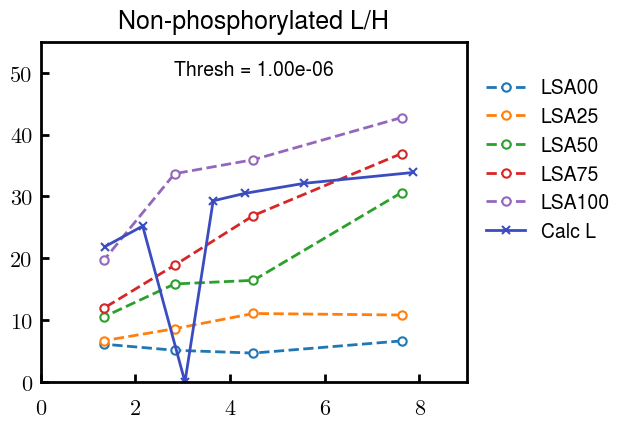 Non-phosphorylated L/H
Thresh = 1.00e-06
50
40
30
20
10
0
0 2 4 6 8
LSA00
LSA25
LSA50
LSA75
LSA100
Calc L